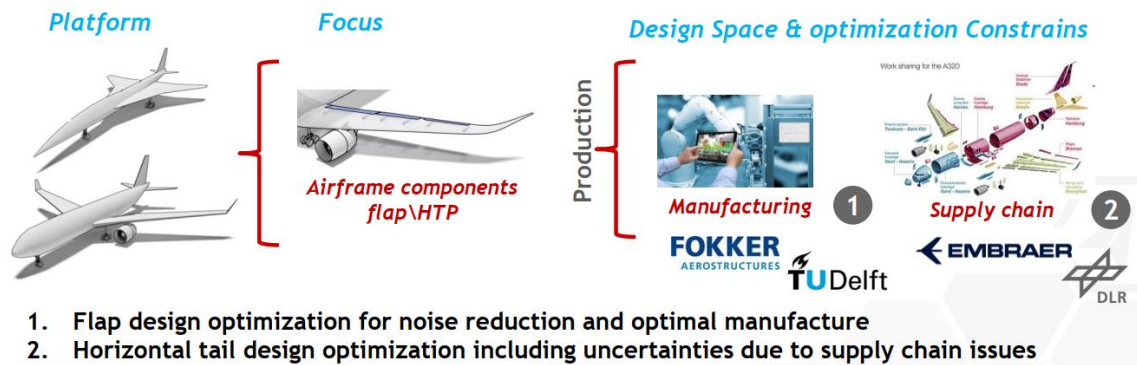 Platform
Focus
Design Space & optimization Constrains
Work sharing for the A320
Production
Airframe components
flap\HTP
Manufacturing
1
Supply chain
2
FOKKER
AEROSTRUCTURES
TU Delft
EMBRAER
DLR
1. Flap design optimization for noise reduction and optimal manufacture
2. Horizontal tail design optimization including uncertainties due to supply chain issues